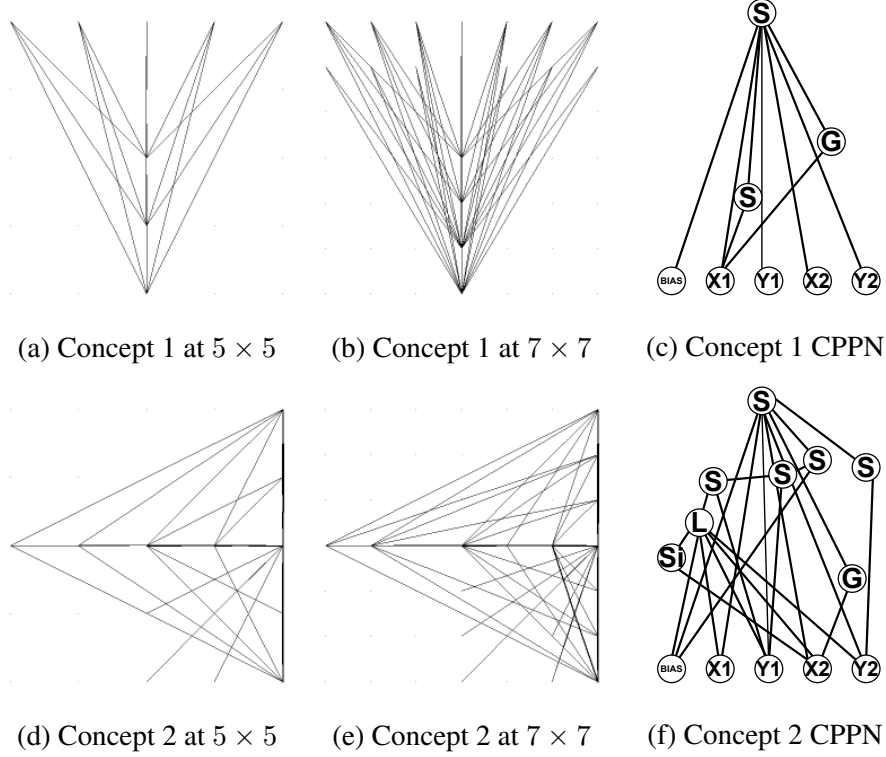 S
G
S
BIAS X1 Y1 X2 Y2
(a) Concept 1 at 5 × 5 (b) Concept 1 at 7 × 7 (c) Concept 1 CPPN
S
S S S S
L
Si
G
BIAS X1 Y1 X2 Y2
(d) Concept 2 at 5 × 5 (e) Concept 2 at 7 × 7 (f) Concept 2 CPPN